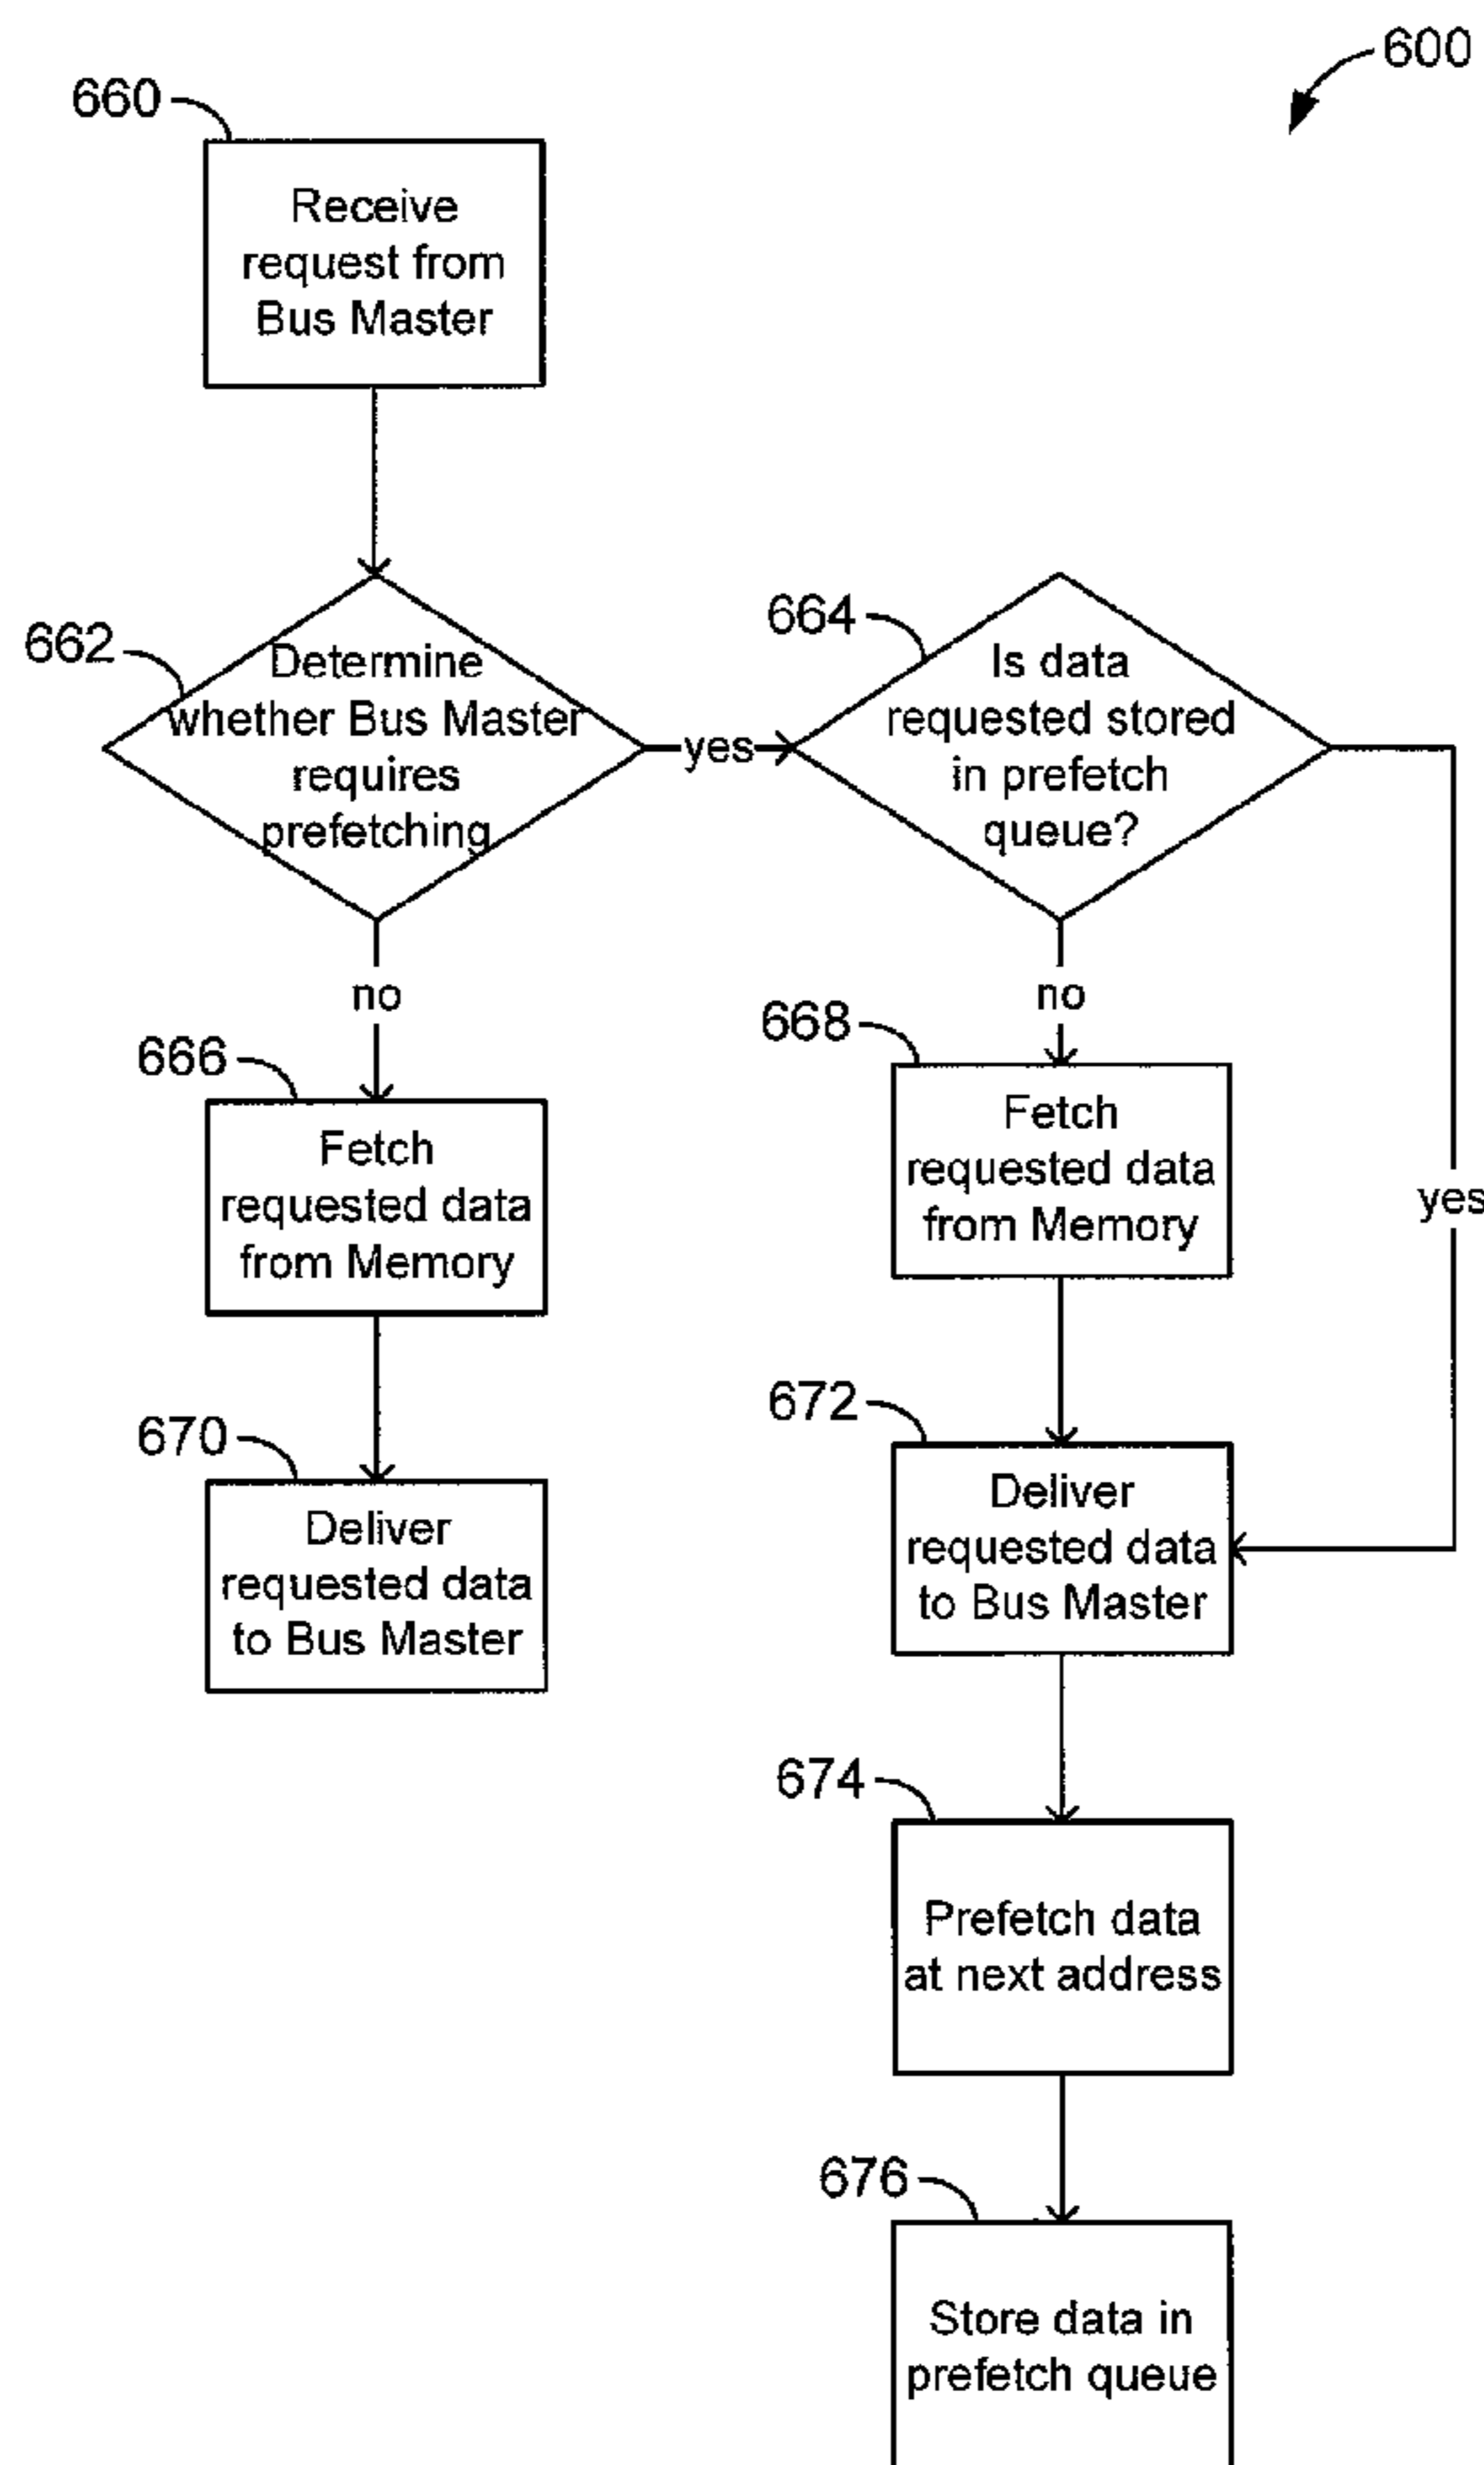 600
660
Receive
request from
Bus Master
662
Determine
whether Bus Master
requires
prefetching
yes
664
Is data
requested stored
in prefetch
queue?
no
no
666
Fetch
requested data
from Memory
668
Fetch
requested data
from Memory
yes
670
Deliver
requested data
to Bus Master
672
Deliver
requested data
to Bus Master
674
Prefetch data
at next address
676
Store data in
prefetch queue